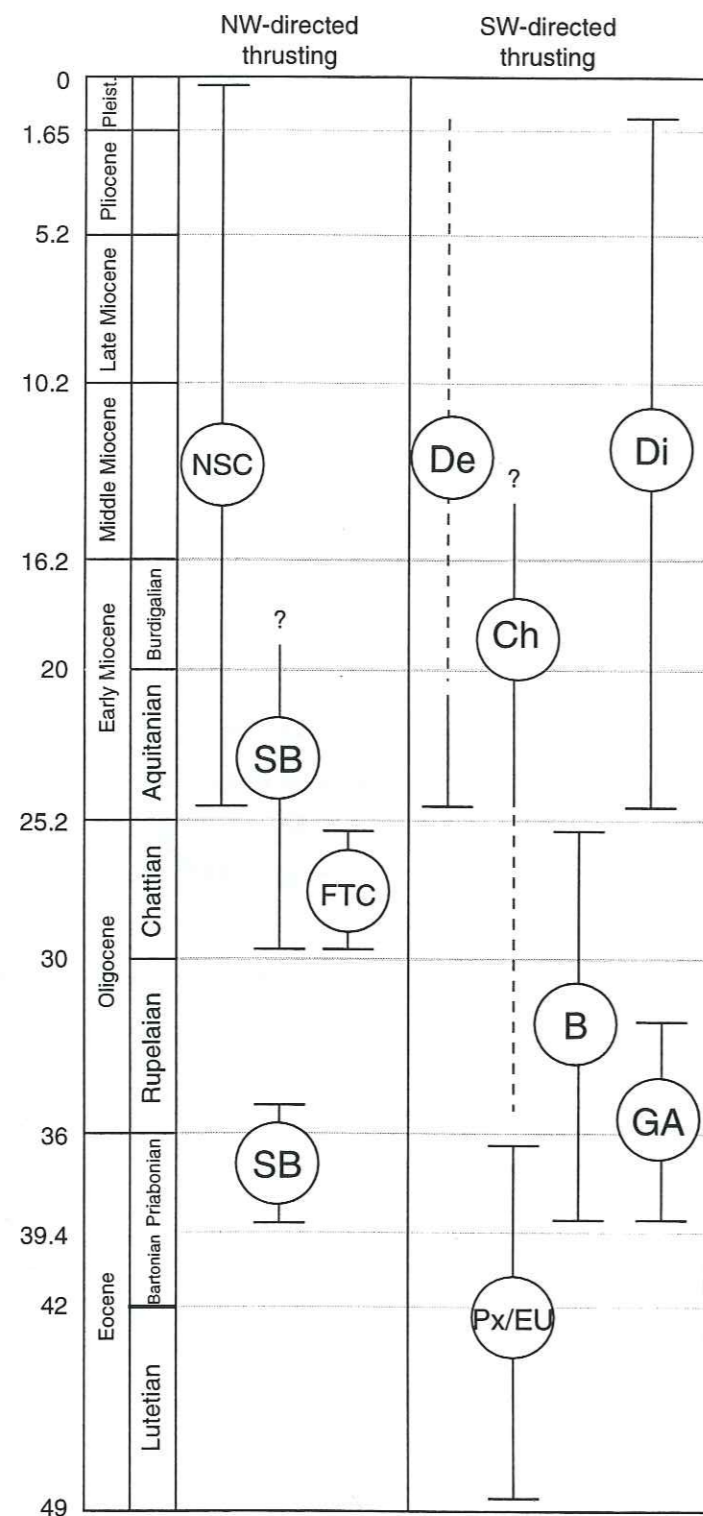 NW-directed
thrusting
SW-directed
thrusting
0
Pleist.
1.65
Pliocene
5.2
Late Miocene
10.2
Middle Miocene
NSC
De
Di
?
16.2
Early Miocene
Burdigalian
?
Ch
20
Aquitanian
SB
25.2
Oligocene
Chattian
FTC
30
Rupelaian
B
GA
36
Eocene
Bartonian Priabonian
SB
39.4
42
Px/EU
Lutetian
49